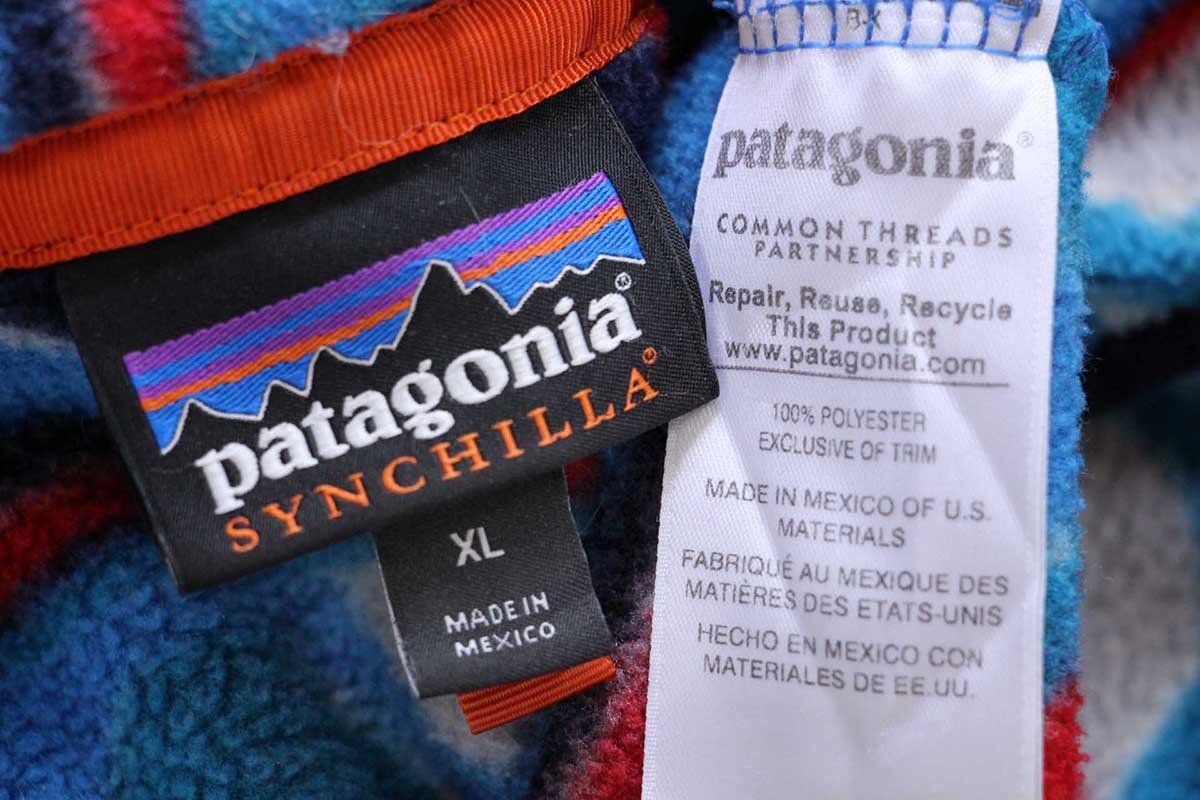 patagonia®
SYNCHILLA®
XL
MADE IN
MEXICO
patagonia®
COMMON THREADS
PARTNERSHIP
Repair, Reuse, Recycle
This Product
www.patagonia.com
100% POLYESTER
EXCLUSIVE OF TRIM
MADE IN MEXICO OF U.S.
MATERIALS
FABRIQUÉ AU MEXIQUE DES
MATIÈRES DES ETATS-UNIS
HECHO EN MEXICO CON
MATERIALES DE EE.UU.